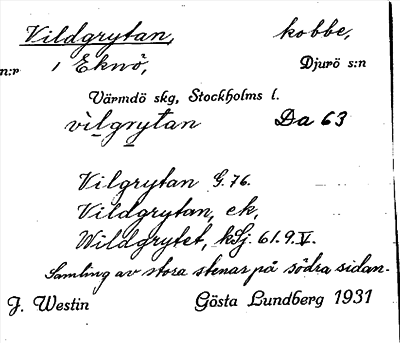 Vildgrytan, kobbe,
n:r i Eknö, Djurö s:n
Värmdö skg, Stockholms l.
vilgrytan Da 63
Vilgrytan G. 76.
Vildgrytan, ek,
Wildgrytet, kSj. 61.9.V.
Samling av stora stenar på södra sidan.
J. Westin Gösta Lundberg 1931